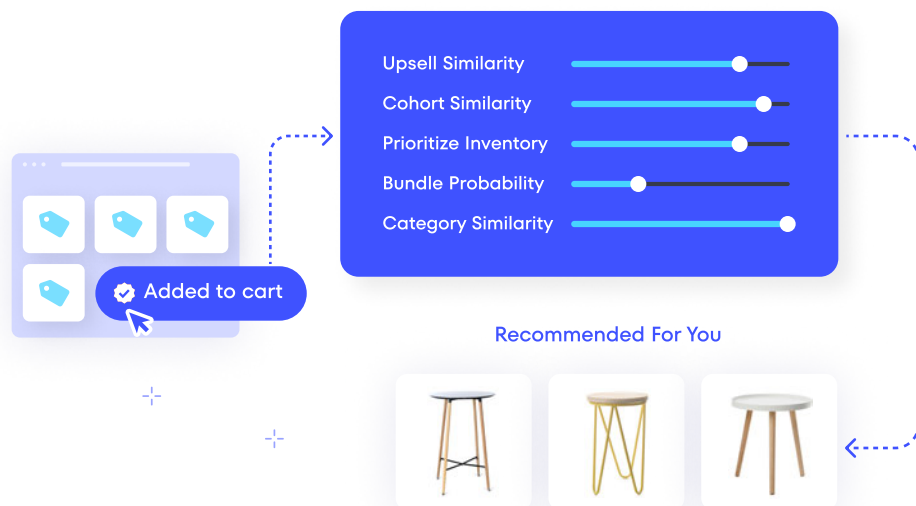 Upsell Similarity
Cohort Similarity
Prioritize Inventory
Bundle Probability
Category Similarity
Added to cart
Recommended For You